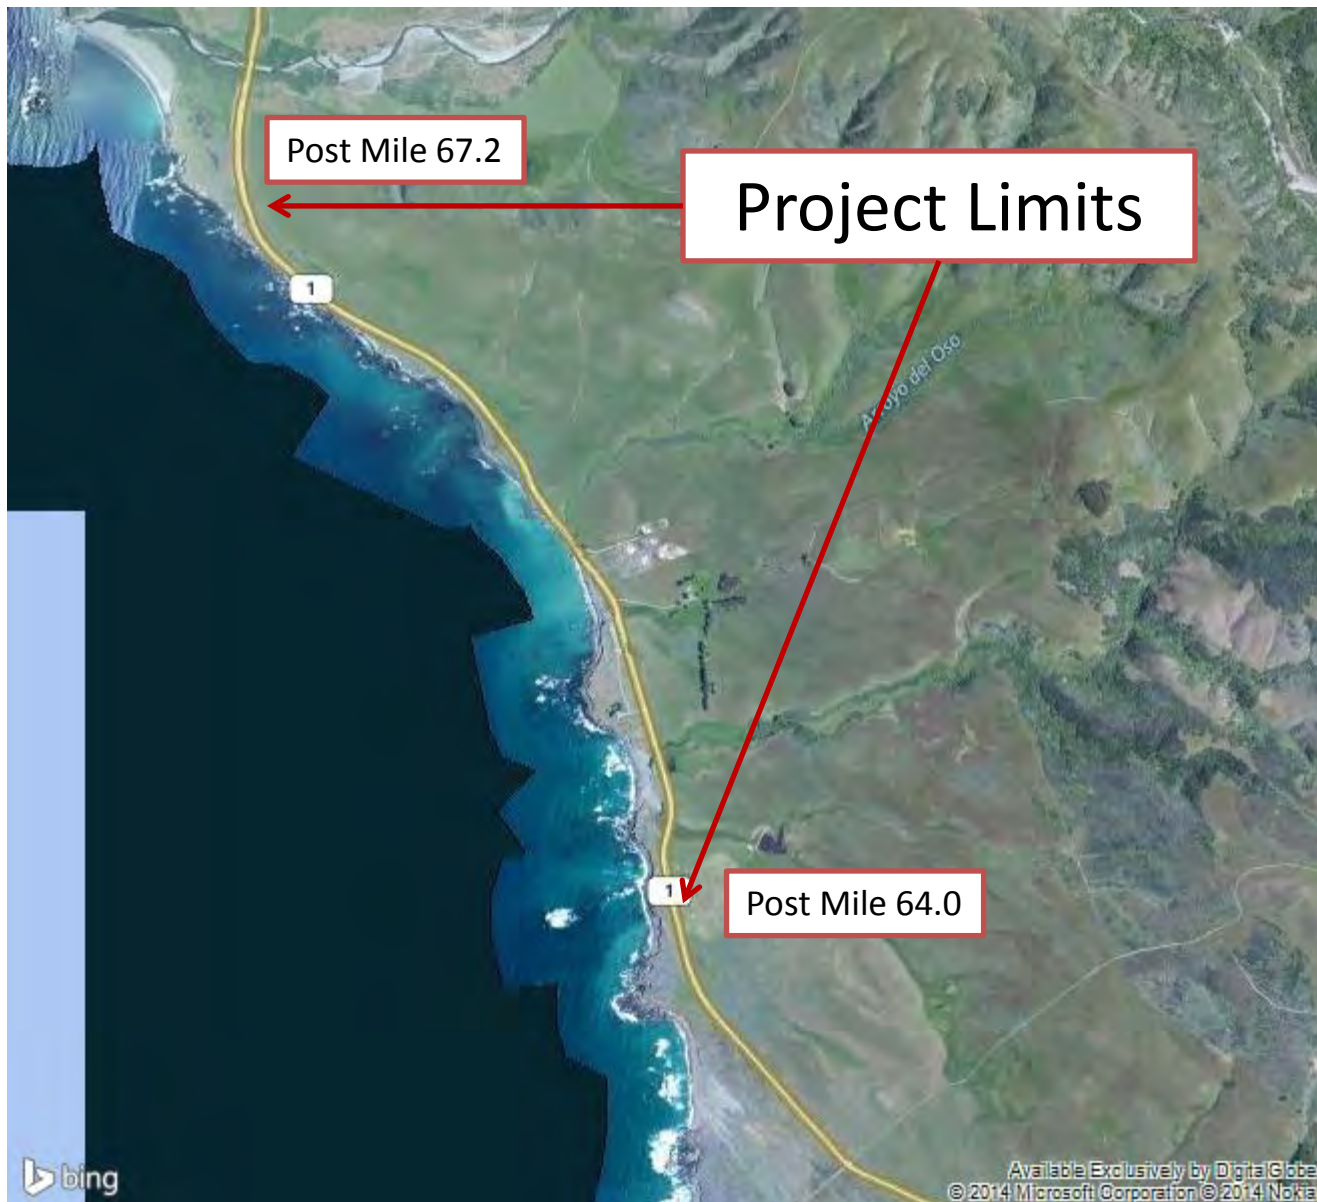 Post Mile 67.2
Project Limits
1
Arroyo del Oso
1
Post Mile 64.0
bing
Available Exclusively by DigitalGlobe
© 2014 Microsoft Corporation © 2014 Nokia